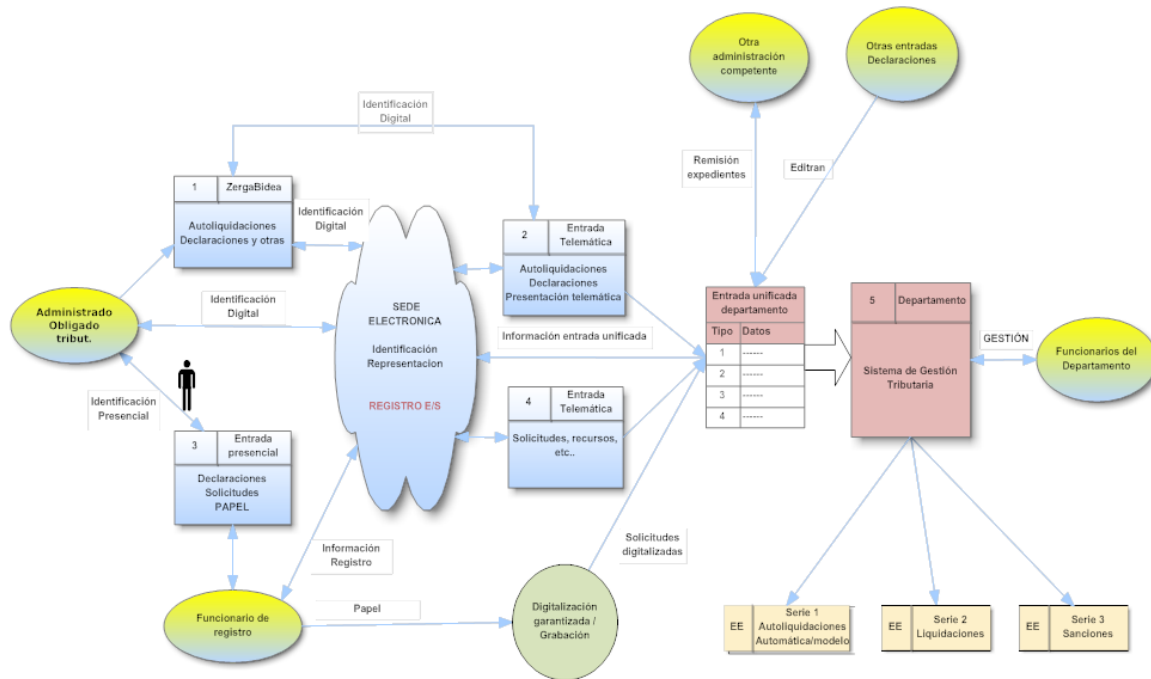 Otra
administración
competente
Otras entradas
Declaraciones
Identificación
Digital
Remisión
expedientes
Editran
1 ZergaBidea
Autoliquidaciones
Declaraciones y otras
Identificación
Digital
2 Entrada
Telemática
Autoliquidaciones
Declaraciones
Presentación telemática
Administrado
Obligado
tribut.
Identificación
Digital
SEDE
ELECTRONICA
Identificación
Representacion
REGISTRO E/S
Información entrada unificada
Entrada unificada
departamento
Tipo Datos
1 ------
2 ------
3 ------
4 ------
5 Departamento
Sistema de Gestión
Tributaria
GESTIÓN
Funcionarios del
Departamento
Identificación
Presencial
3 Entrada
presencial
Declaraciones
Solicitudes
PAPEL
4 Entrada
Telemática
Solicitudes, recursos,
etc..
Información
Registro
Solicitudes
digitalizadas
Funcionario de
registro
Papel
Digitalización
garantizada /
Grabación
EE Serie 1
Autoliquidaciones
Automática/modelo
EE Serie 2
Liquidaciones
EE Serie 3
Sanciones